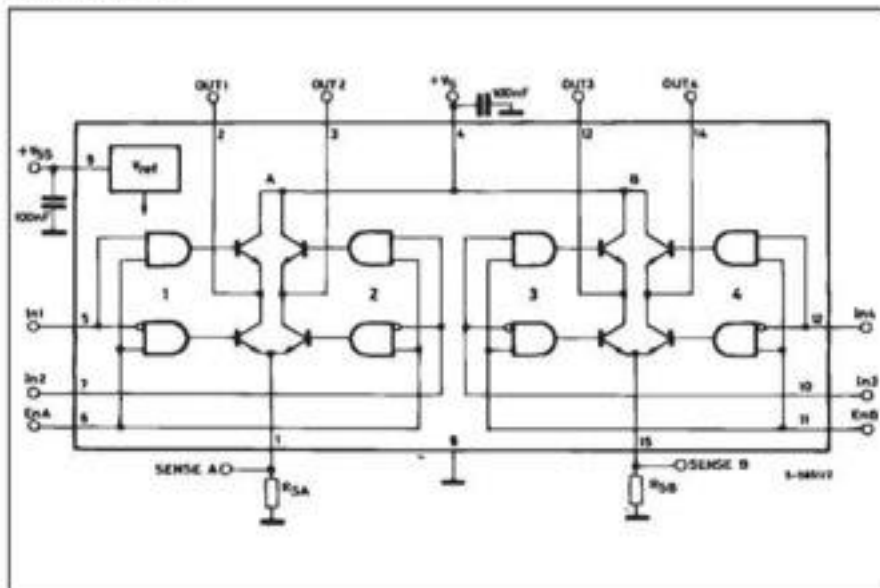 OUT1
OUT2
+Vs
100nF
OUT3
OUT4
2
3
4
13
14
+VSS
9
Vref
A
B
100nF
1
2
3
4
In1
5
12
In4
In2
7
10
In3
EnA
6
11
EnB
1
8
15
SENSE A
SENSE B
RSA
RSB